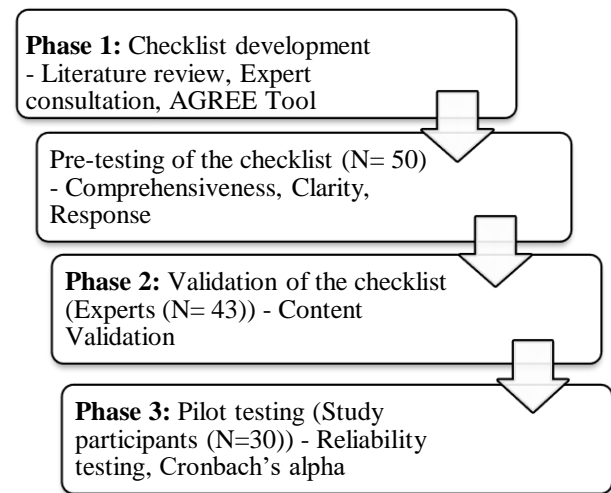 Phase 1: Checklist development
- Literature review, Expert
consultation, AGREE Tool
Pre-testing of the checklist (N= 50)
- Comprehensiveness, Clarity,
Response
Phase 2: Validation of the checklist
(Experts (N= 43)) - Content
Validation
Phase 3: Pilot testing (Study
participants (N=30)) - Reliability
testing, Cronbach’s alpha